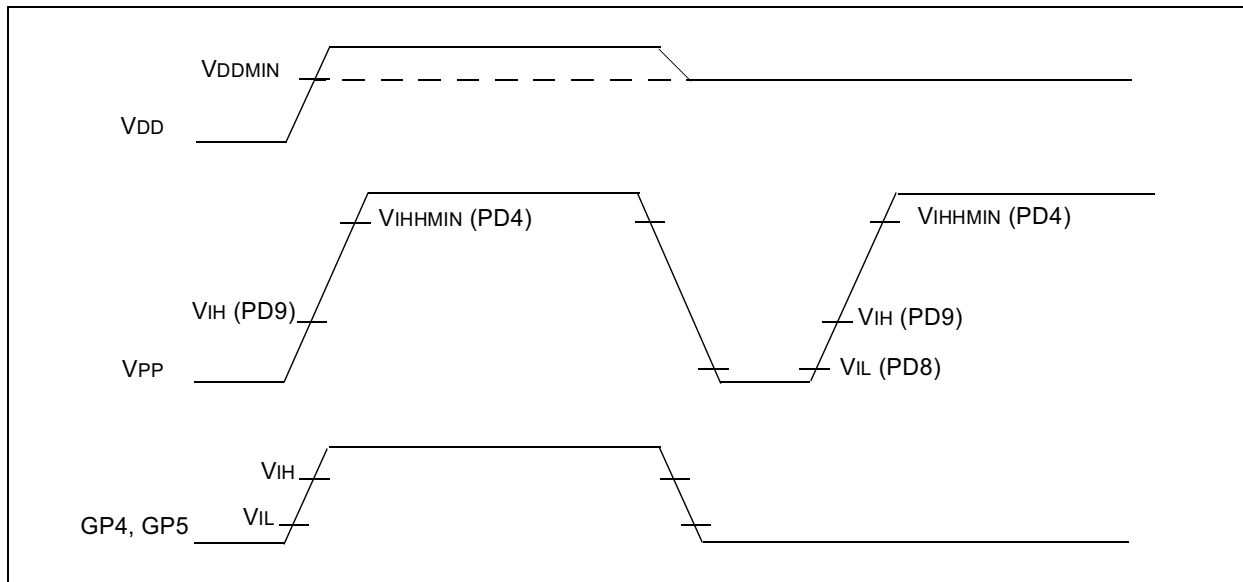 VDDMIN
VDD
VIHHMIN (PD4)
VIHHMIN (PD4)
VIH (PD9)
VIH (PD9)
VPP
VIL (PD8)
VIH
VIL
GP4, GP5